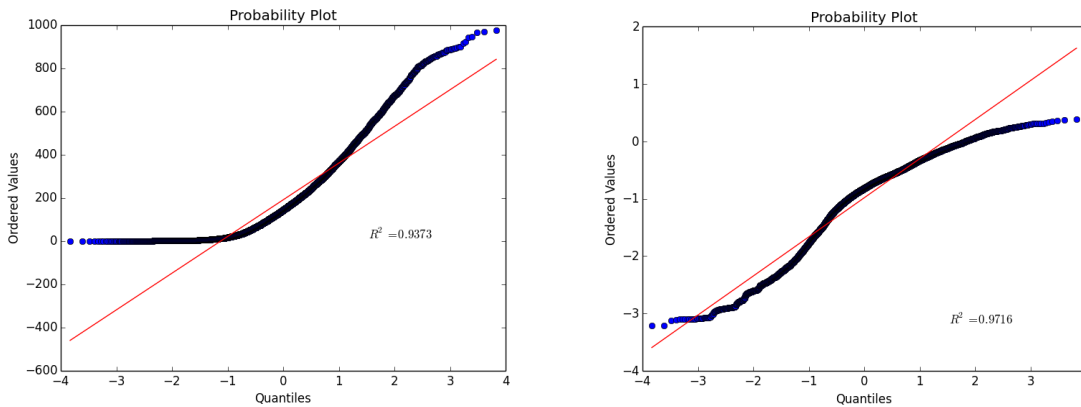 Probability Plot
1000
800
600
400
200
0
−200
−400
−600
Ordered Values
R² =0.9373
−4 −3 −2 −1 0 1 2 3 4
Quantiles
Probability Plot
2
1
0
−1
−2
−3
−4
Ordered Values
R² =0.9716
−4 −3 −2 −1 0 1 2 3
Quantiles